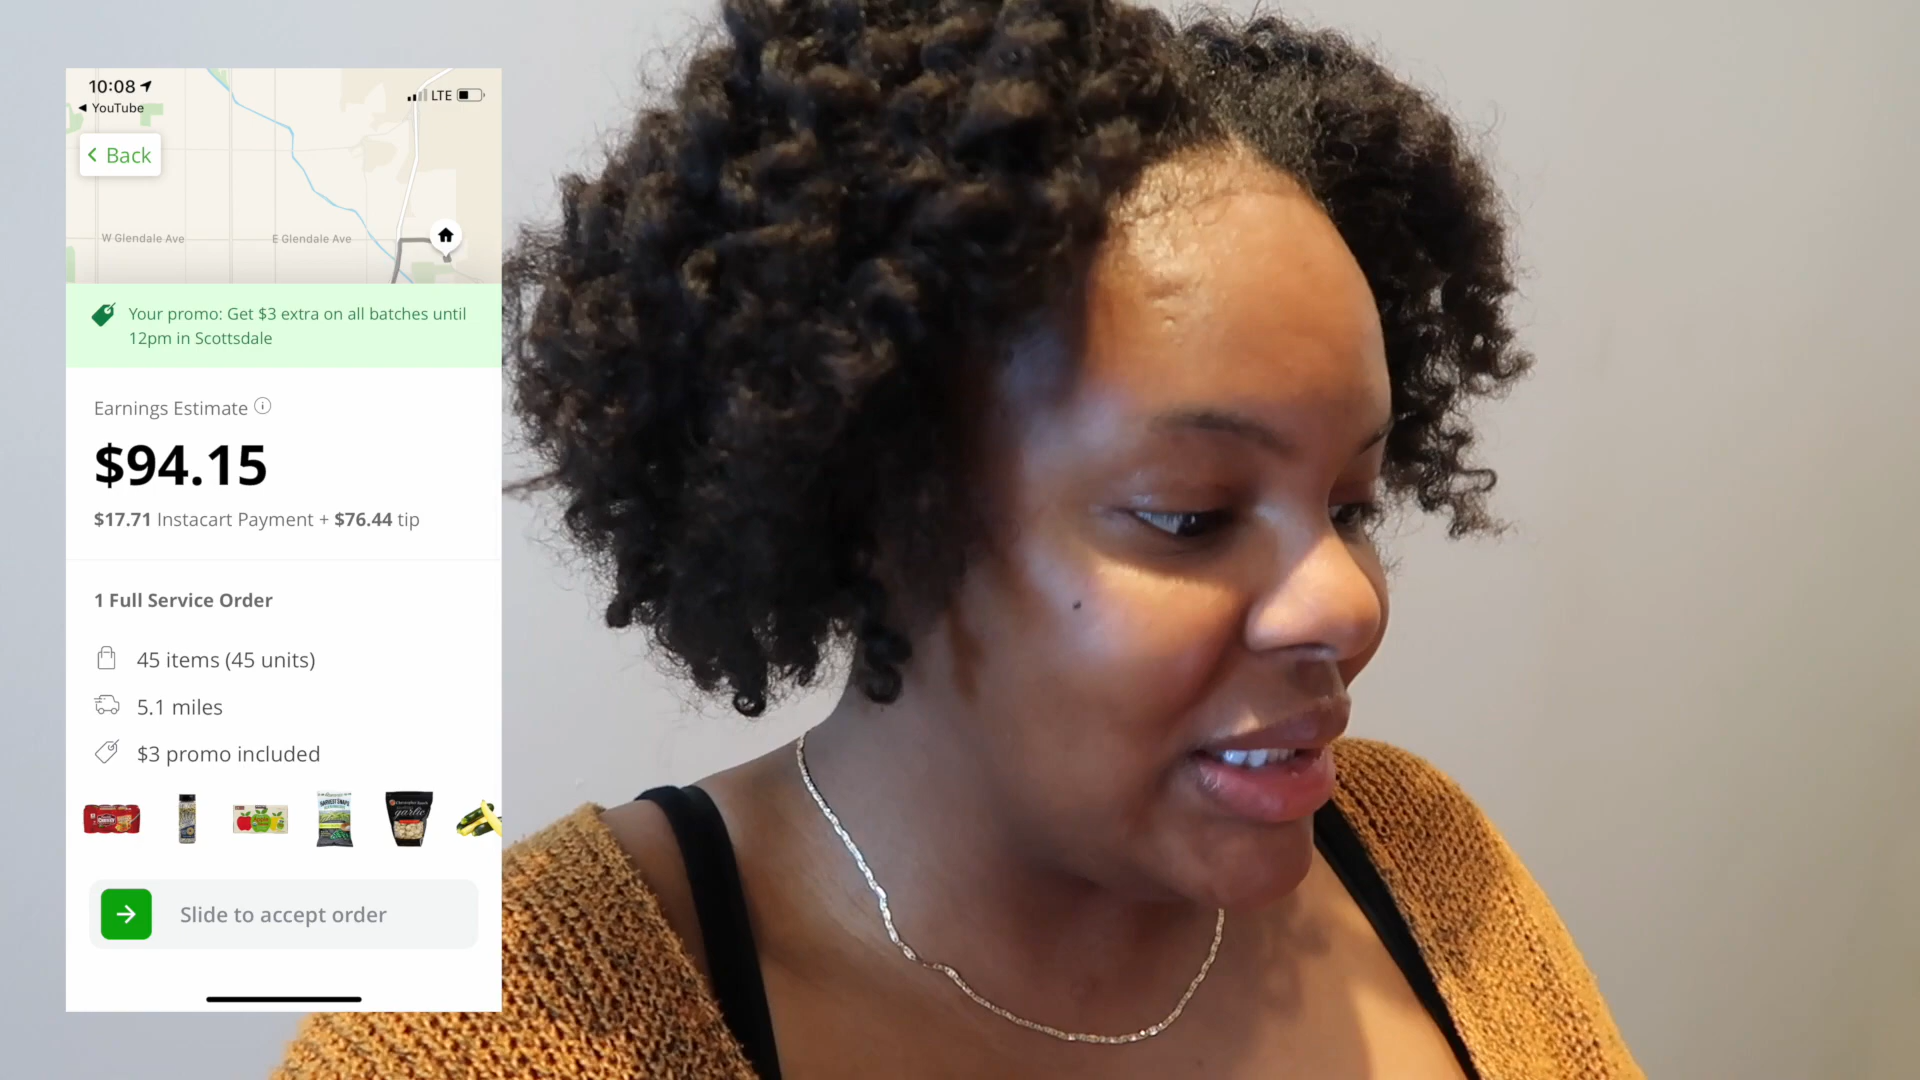 10:08
LTE
◀ YouTube
Back
W Glendale Ave
E Glendale Ave
Your promo: Get $3 extra on all batches until
12pm in Scottsdale
Earnings Estimate
$94.15
$17.71 Instacart Payment + $76.44 tip
1 Full Service Order
45 items (45 units)
5.1 miles
$3 promo included
HARVEST SNAPS
garlic
Slide to accept order